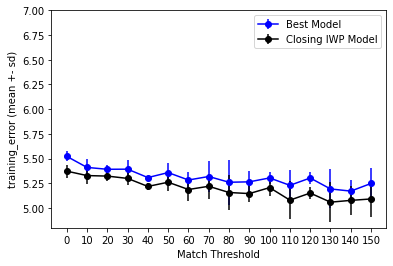 7.00
6.75
6.50
6.25
6.00
5.75
5.50
5.25
5.00
training_error (mean +- sd)
Best Model
Closing IWP Model
0 10 20 30 40 50 60 70 80 90 100 110 120 130 140 150
Match Threshold